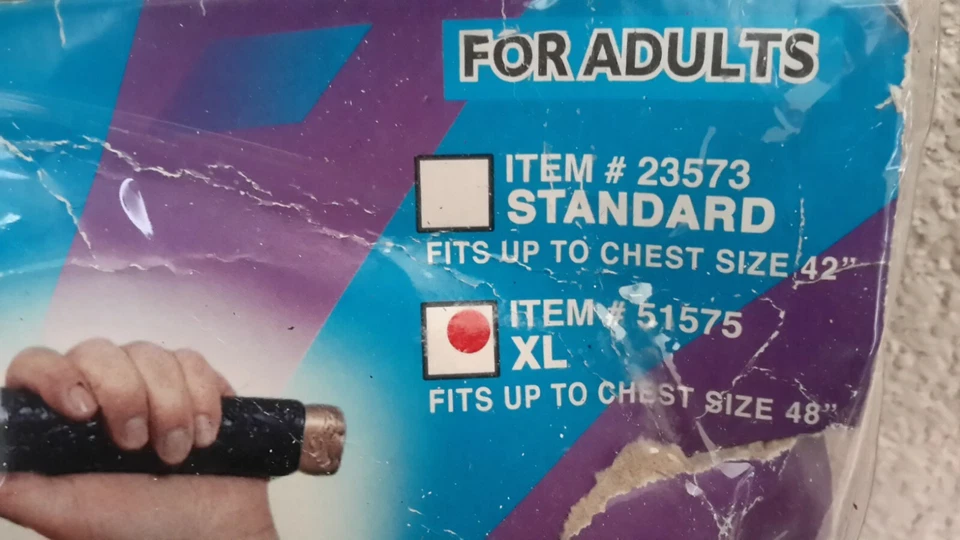 FOR ADULTS
ITEM # 23573
STANDARD
FITS UP TO CHEST SIZE 42”
ITEM # 51575
XL
FITS UP TO CHEST SIZE 48”